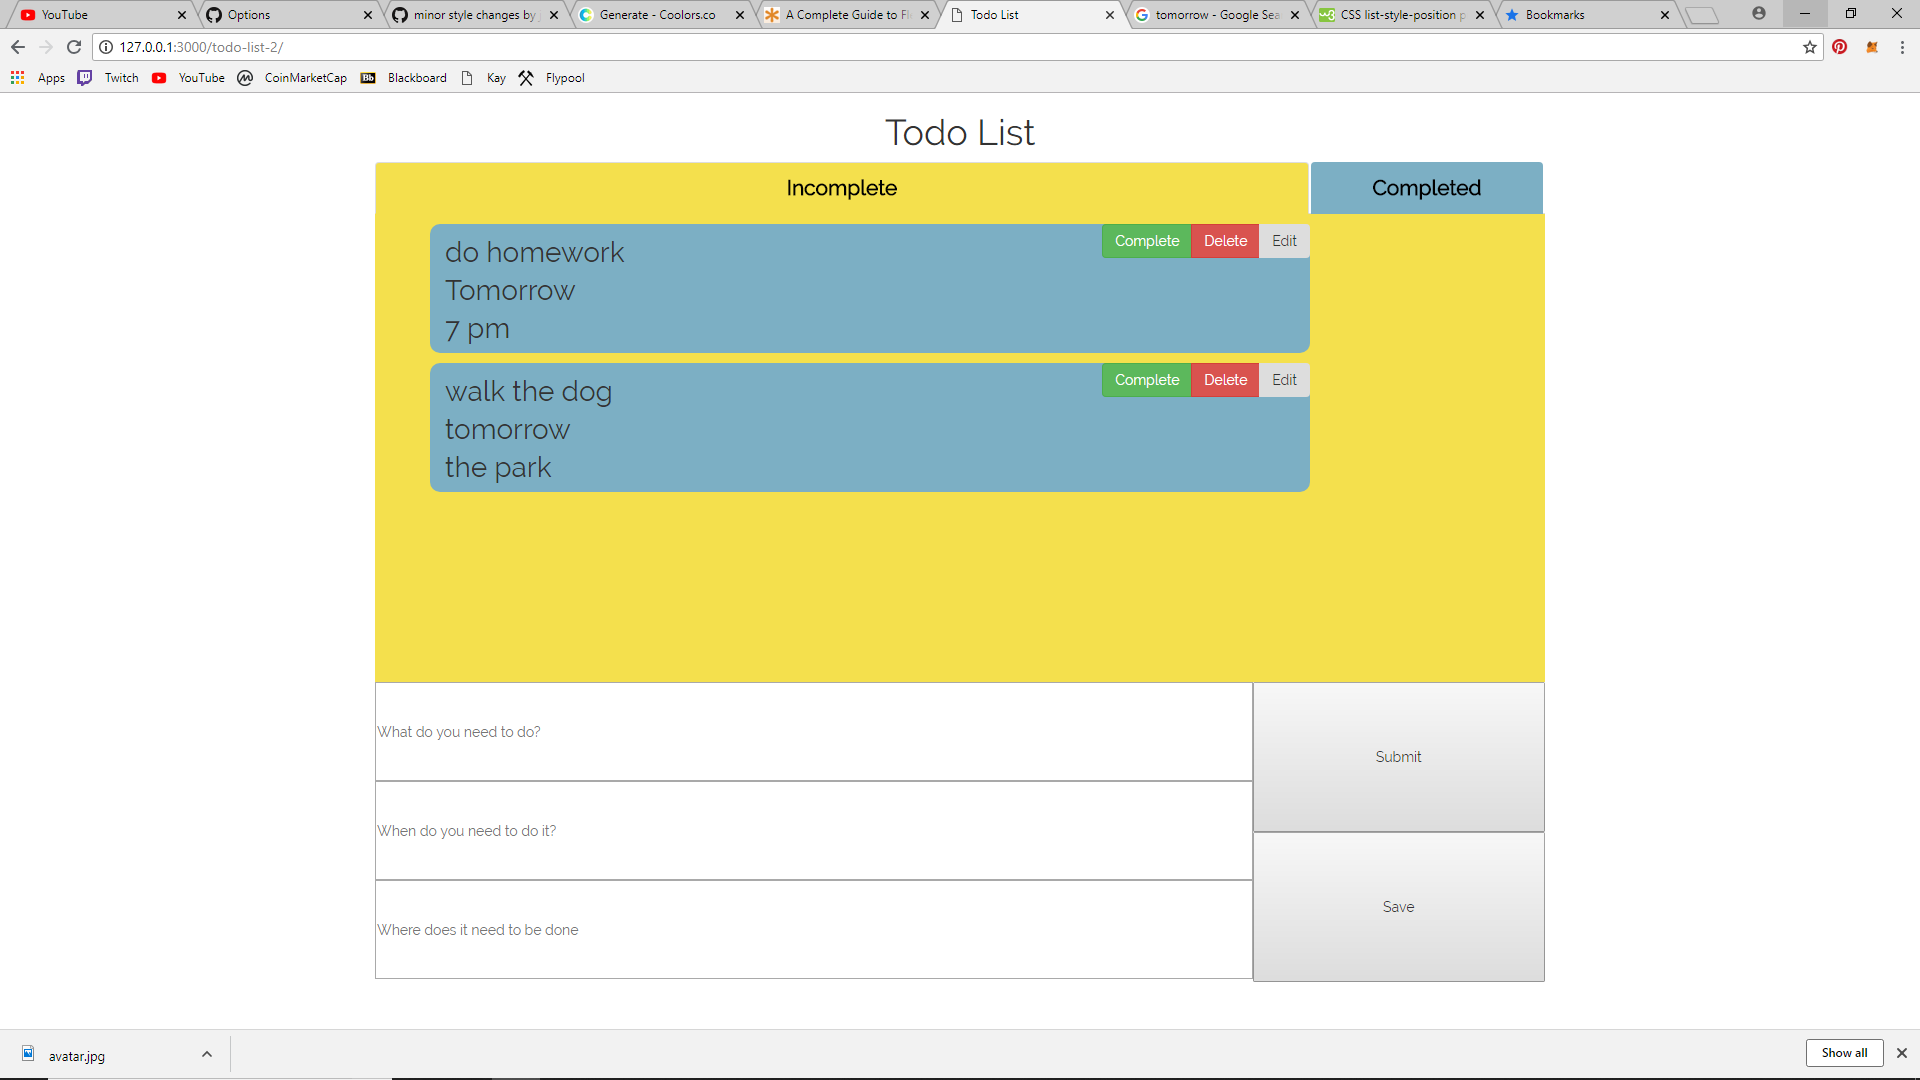 YouTube
Options
minor style changes by
Generate - Coolors.co
A Complete Guide to Fl
Todo List
tomorrow - Google Sea
CSS list-style-position p
Bookmarks
127.0.0.1:3000/todo-list-2/
Apps
Twitch
YouTube
CoinMarketCap
Bb
Blackboard
Kay
Flypool
Todo List
Incomplete
Completed
do homework
Complete
Delete
Edit
Tomorrow
7 pm
walk the dog
Complete
Delete
Edit
tomorrow
the park
What do you need to do?
Submit
When do you need to do it?
Save
Where does it need to be done
avatar.jpg
Show all